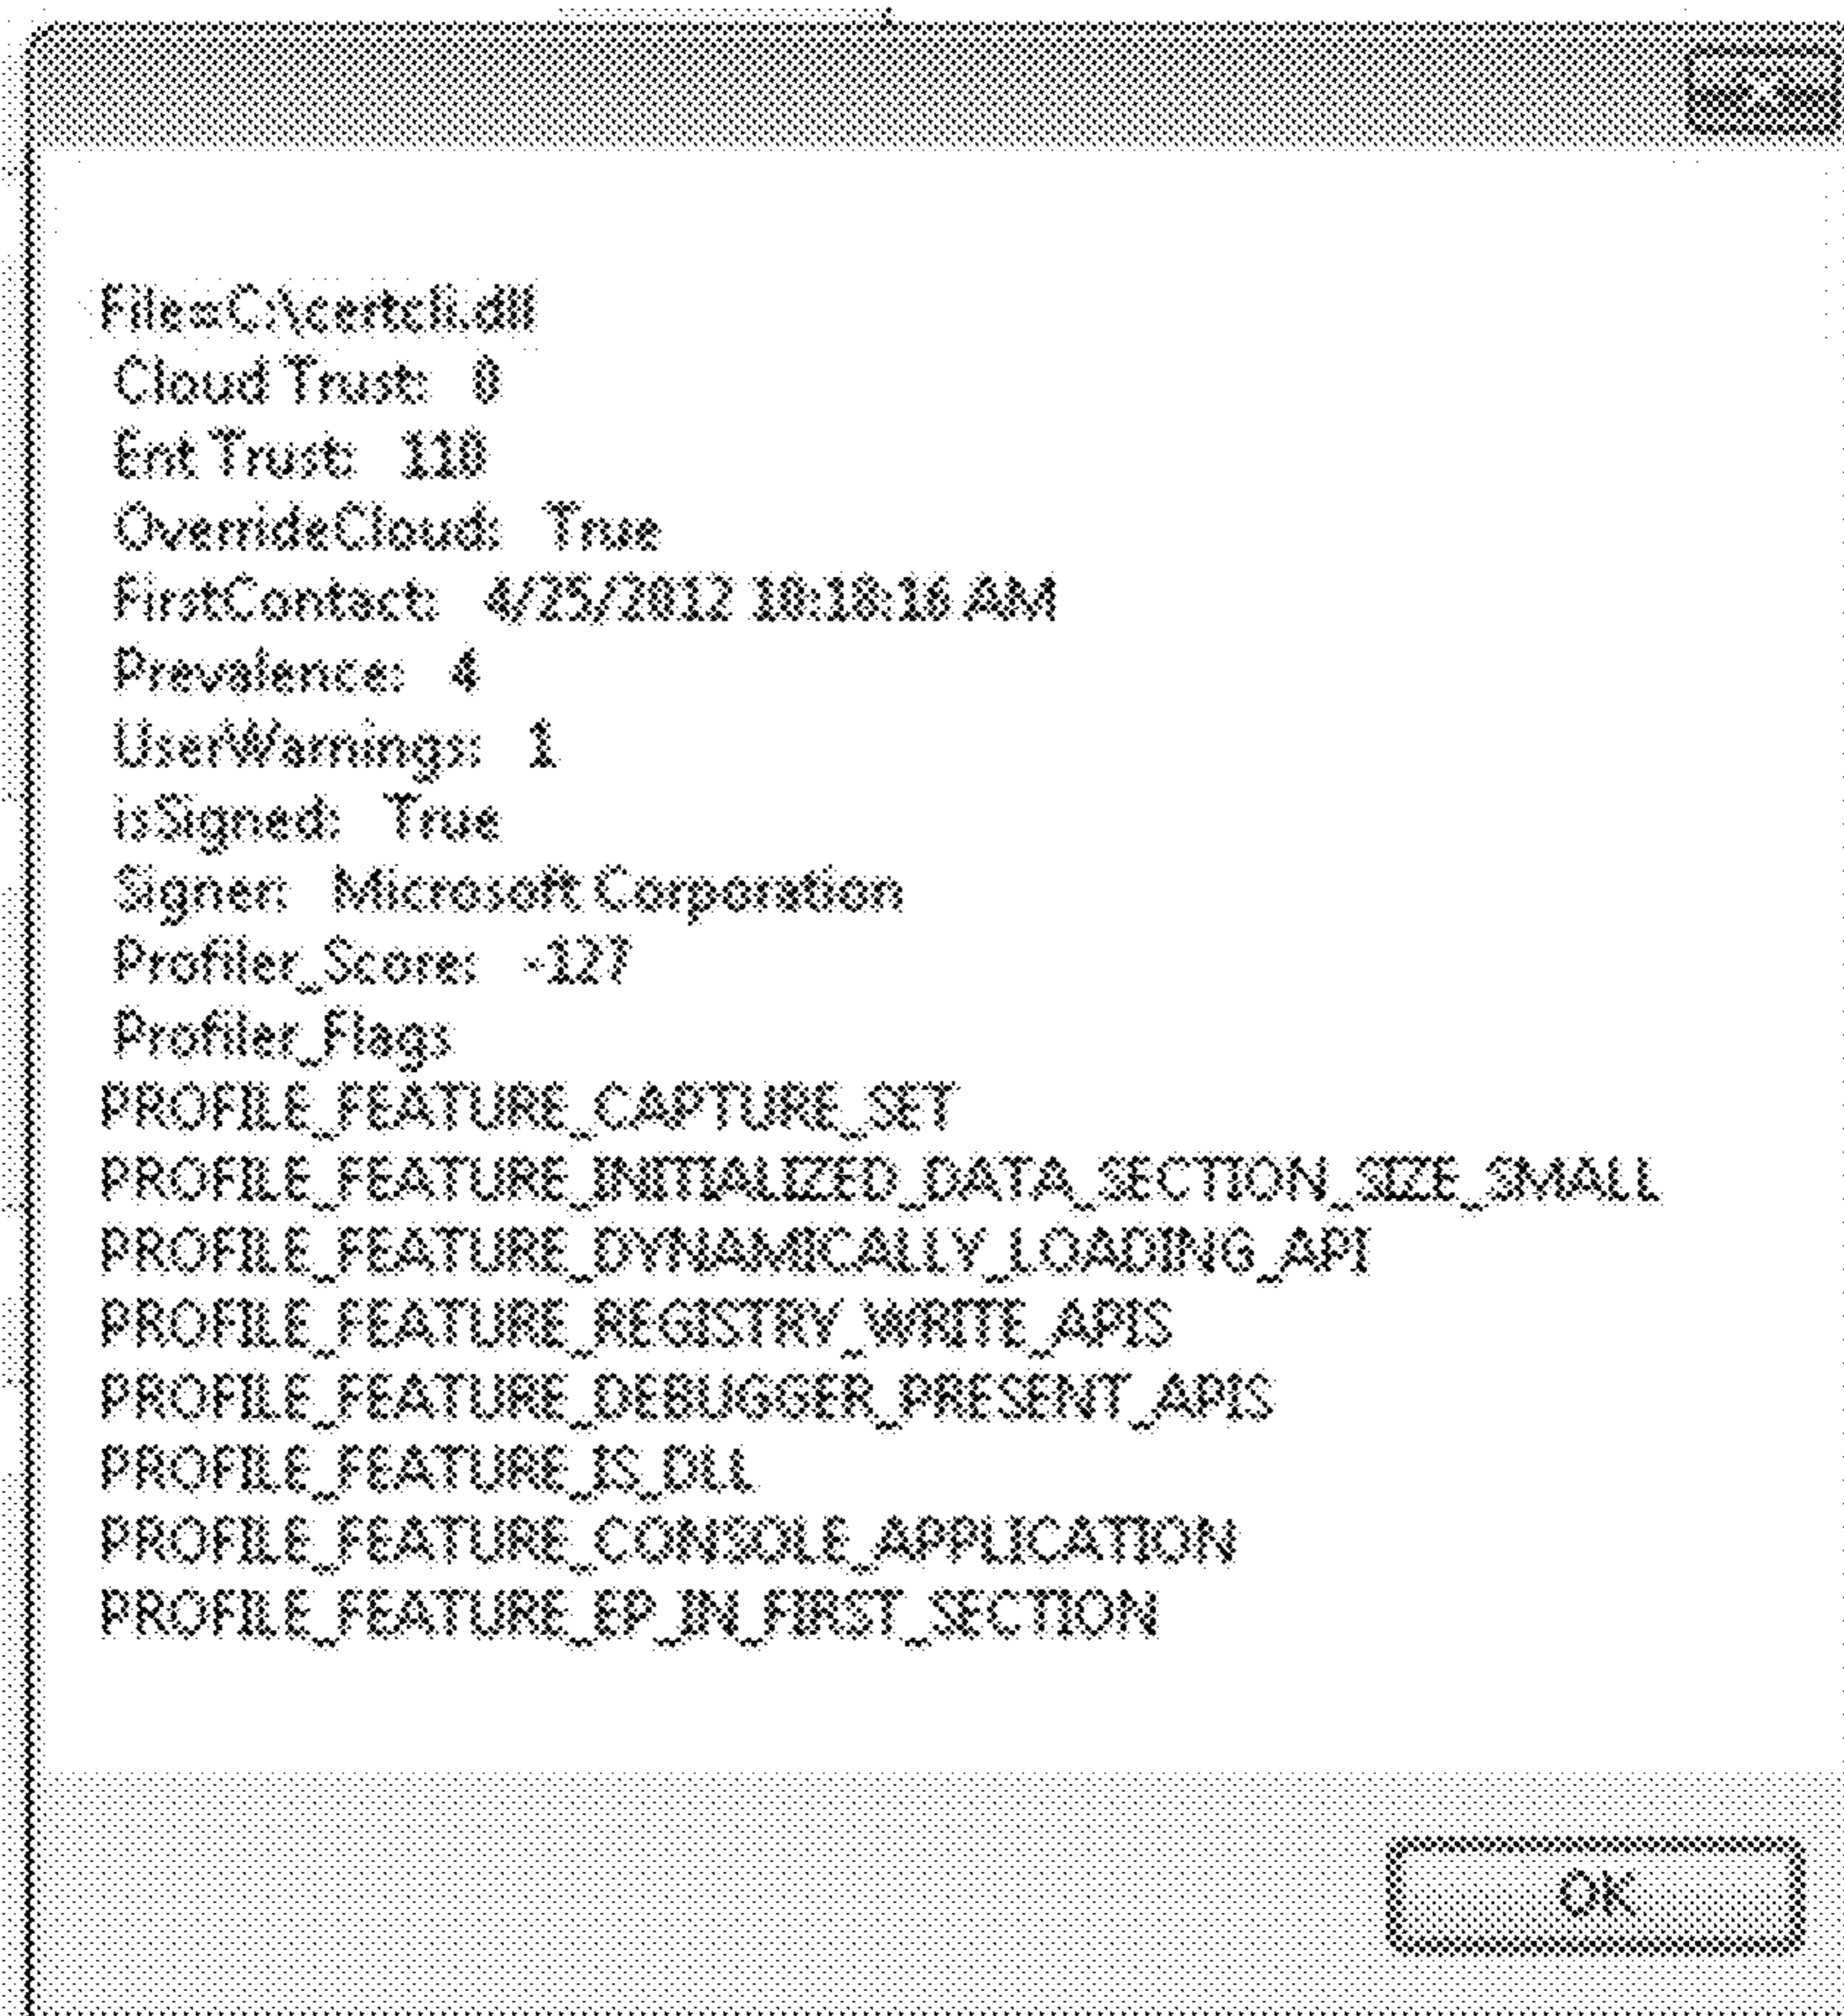 File=C:\certcli.dll
Cloud Trust: 0
Ent Trust: 110
OverrideCloud: True
FirstContact: 4/25/2012 10:18:16 AM
Prevalence: 4
UserWarnings: 1
isSigned: True
Signer: Microsoft Corporation
Profiler_Score: -127
Profiler_Flags
PROFILE_FEATURE_CAPTURE_SET
PROFILE_FEATURE_INITIALIZED_DATA_SECTION_SIZE_SMALL
PROFILE_FEATURE_DYNAMICALLY_LOADING_API
PROFILE_FEATURE_REGISTRY_WRITE_APIS
PROFILE_FEATURE_DEBUGGER_PRESENT_APIS
PROFILE_FEATURE_IS_DLL
PROFILE_FEATURE_CONSOLE_APPLICATION
PROFILE_FEATURE_EP_IN_FIRST_SECTION
OK